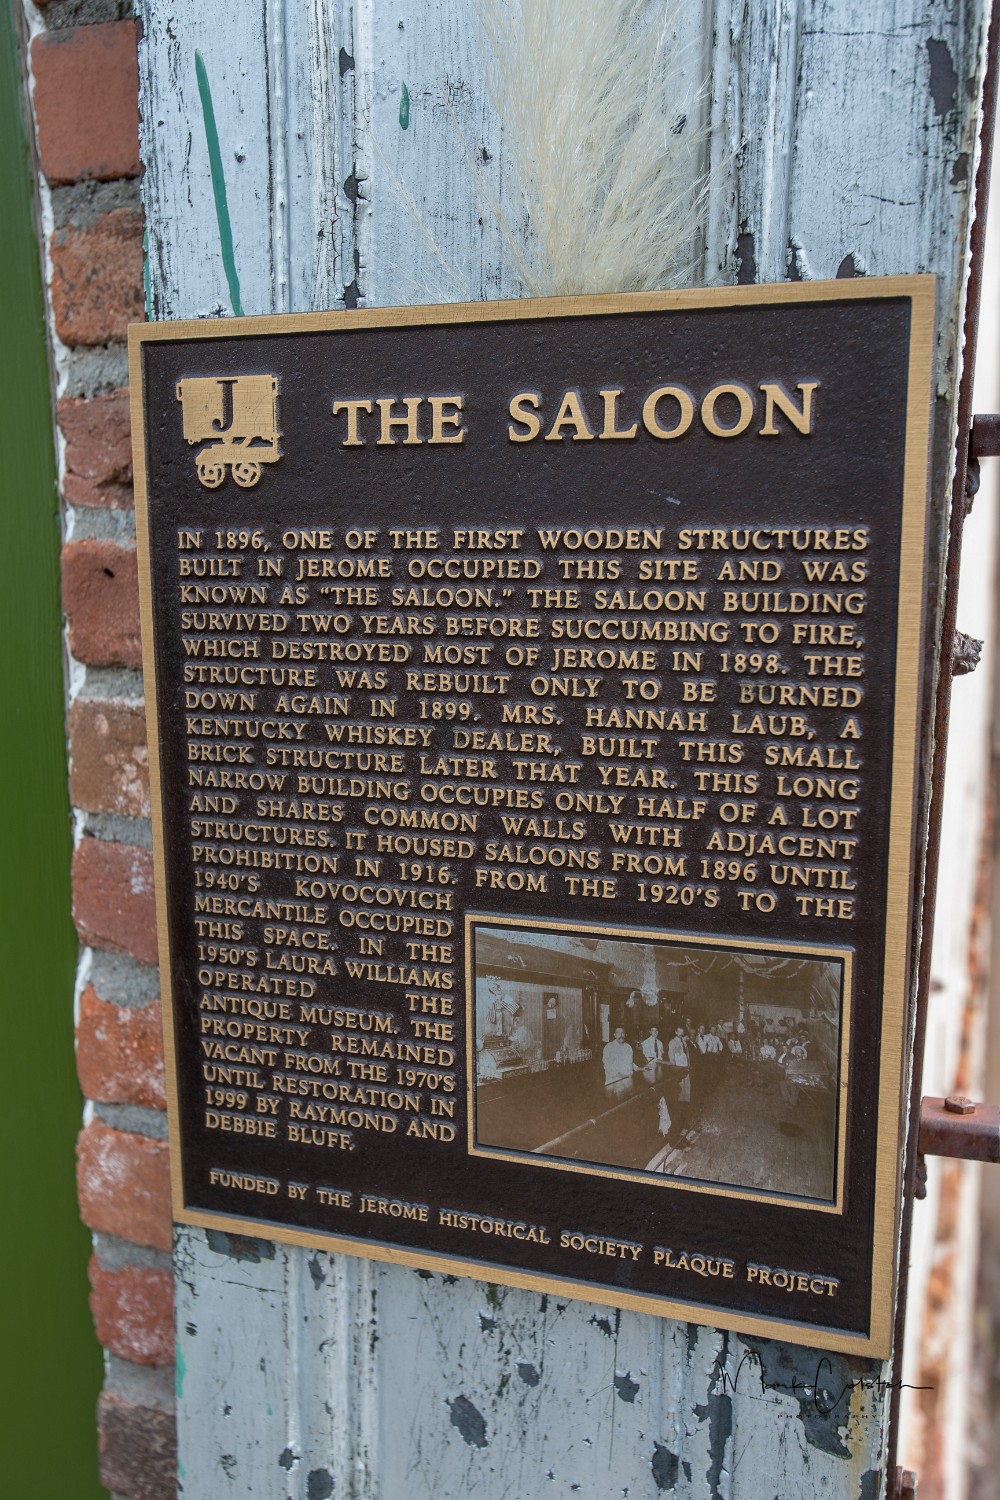 J
THE SALOON
IN 1896, ONE OF THE FIRST WOODEN STRUCTURES
BUILT IN JEROME OCCUPIED THIS SITE AND WAS
KNOWN AS "THE SALOON." THE SALOON BUILDING
SURVIVED TWO YEARS BEFORE SUCCUMBING TO FIRE,
WHICH DESTROYED MOST OF JEROME IN 1898. THE
STRUCTURE WAS REBUILT ONLY TO BE BURNED
DOWN AGAIN IN 1899. MRS. HANNAH LAUB, A
KENTUCKY WHISKEY DEALER, BUILT THIS SMALL
BRICK STRUCTURE LATER THAT YEAR. THIS LONG
NARROW BUILDING OCCUPIES ONLY HALF OF A LOT
AND SHARES COMMON WALLS WITH ADJACENT
STRUCTURES. IT HOUSED SALOONS FROM 1896 UNTIL
PROHIBITION IN 1916. FROM THE 1920'S TO THE
1940'S KOVOCOVICH
MERCANTILE OCCUPIED
THIS SPACE. IN THE
1950'S LAURA WILLIAMS
OPERATED THE
ANTIQUE MUSEUM. THE
PROPERTY REMAINED
VACANT FROM THE 1970'S
UNTIL RESTORATION IN
1999 BY RAYMOND AND
DEBBIE BLUFF.
FUNDED BY THE JEROME HISTORICAL SOCIETY PLAQUE PROJECT
PHOTOGRAPHY